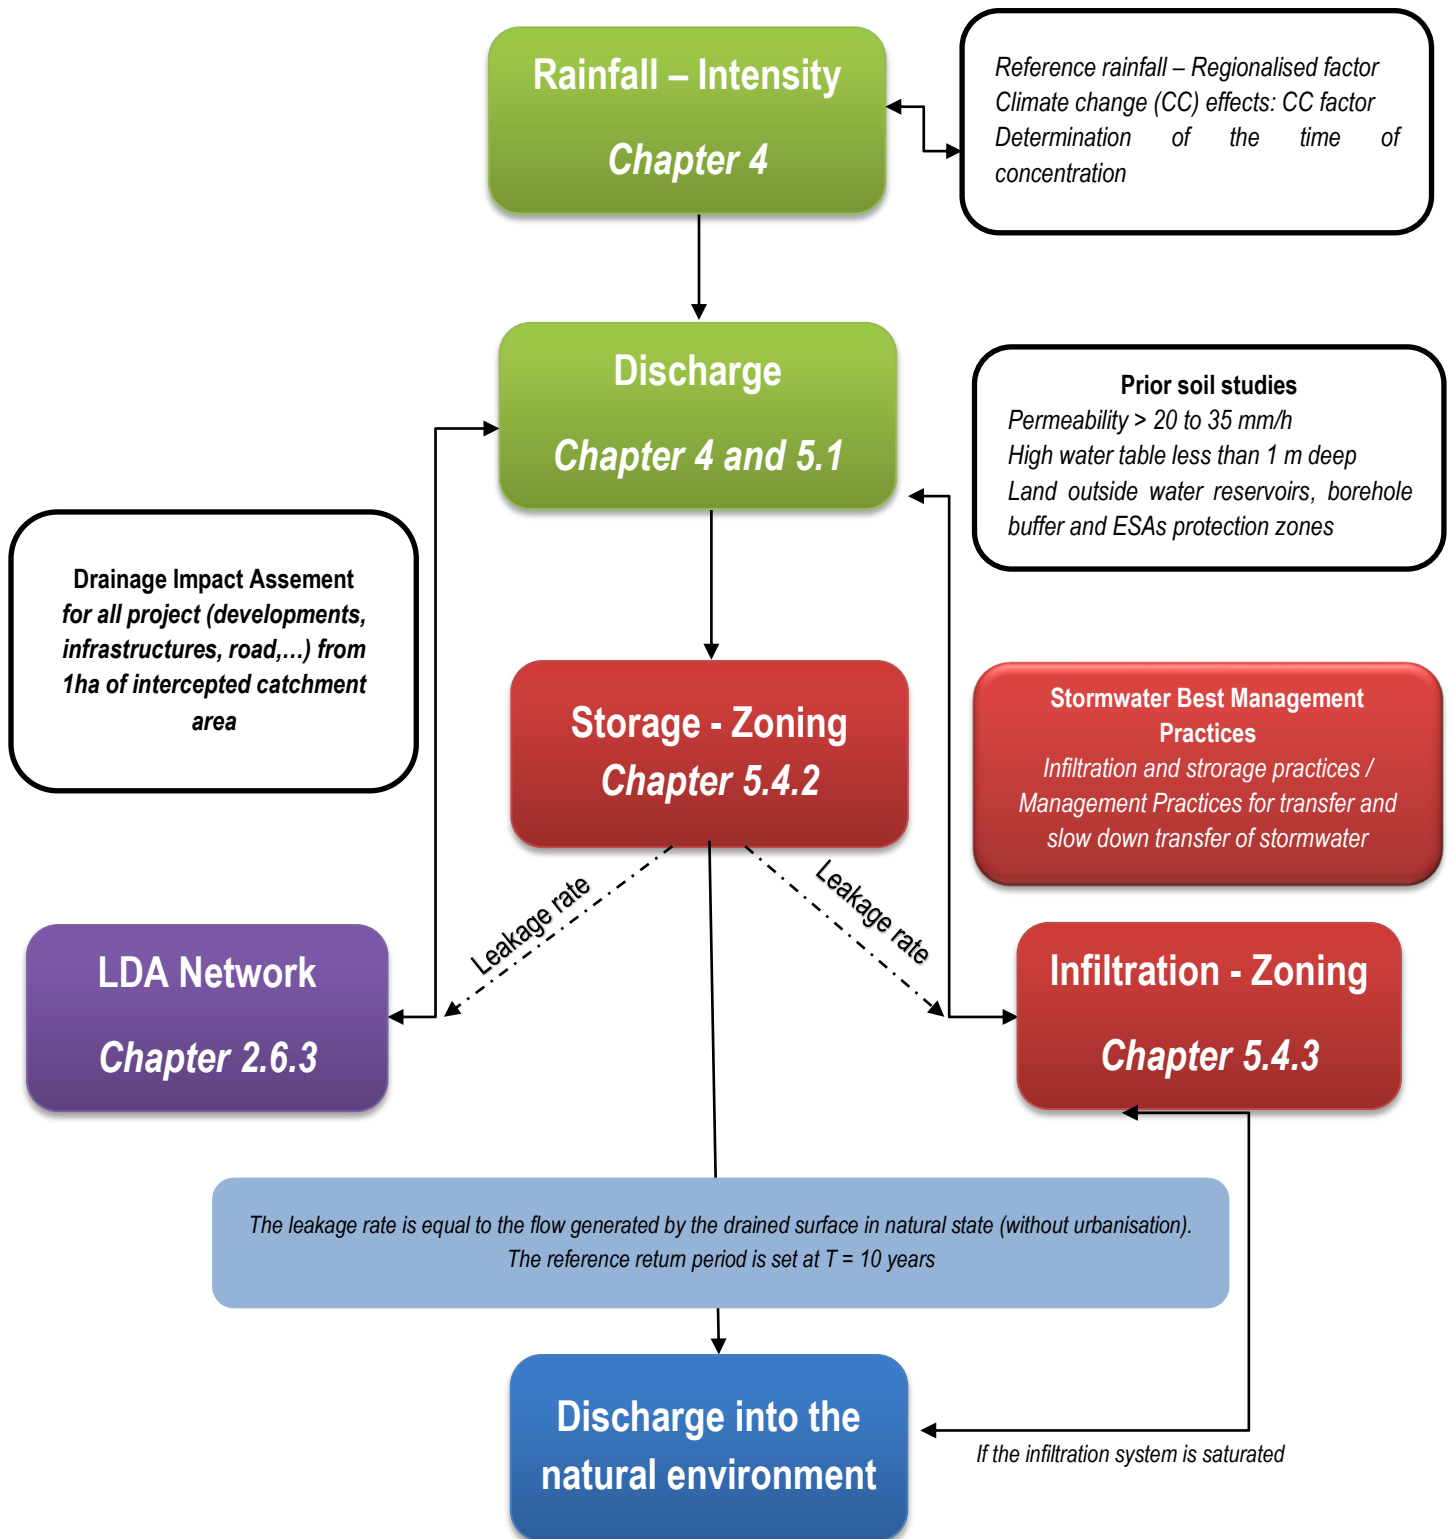 Rainfall – Intensity
Chapter 4
Reference rainfall – Regionalised factor
Climate change (CC) effects: CC factor
Determination of the time of
concentration
Discharge
Chapter 4 and 5.1
Prior soil studies
Permeability > 20 to 35 mm/h
High water table less than 1 m deep
Land outside water reservoirs, borehole
buffer and ESAs protection zones
Drainage Impact Assement
for all project (developments,
infrastructures, road,...) from
1ha of intercepted catchment
area
Storage - Zoning
Chapter 5.4.2
Stormwater Best Management
Practices
Infiltration and strorage practices /
Management Practices for transfer and
slow down transfer of stormwater
Leakage rate
Leakage rate
LDA Network
Chapter 2.6.3
Infiltration - Zoning
Chapter 5.4.3
The leakage rate is equal to the flow generated by the drained surface in natural state (without urbanisation).
The reference return period is set at T = 10 years
Discharge into the
natural environment
If the infiltration system is saturated